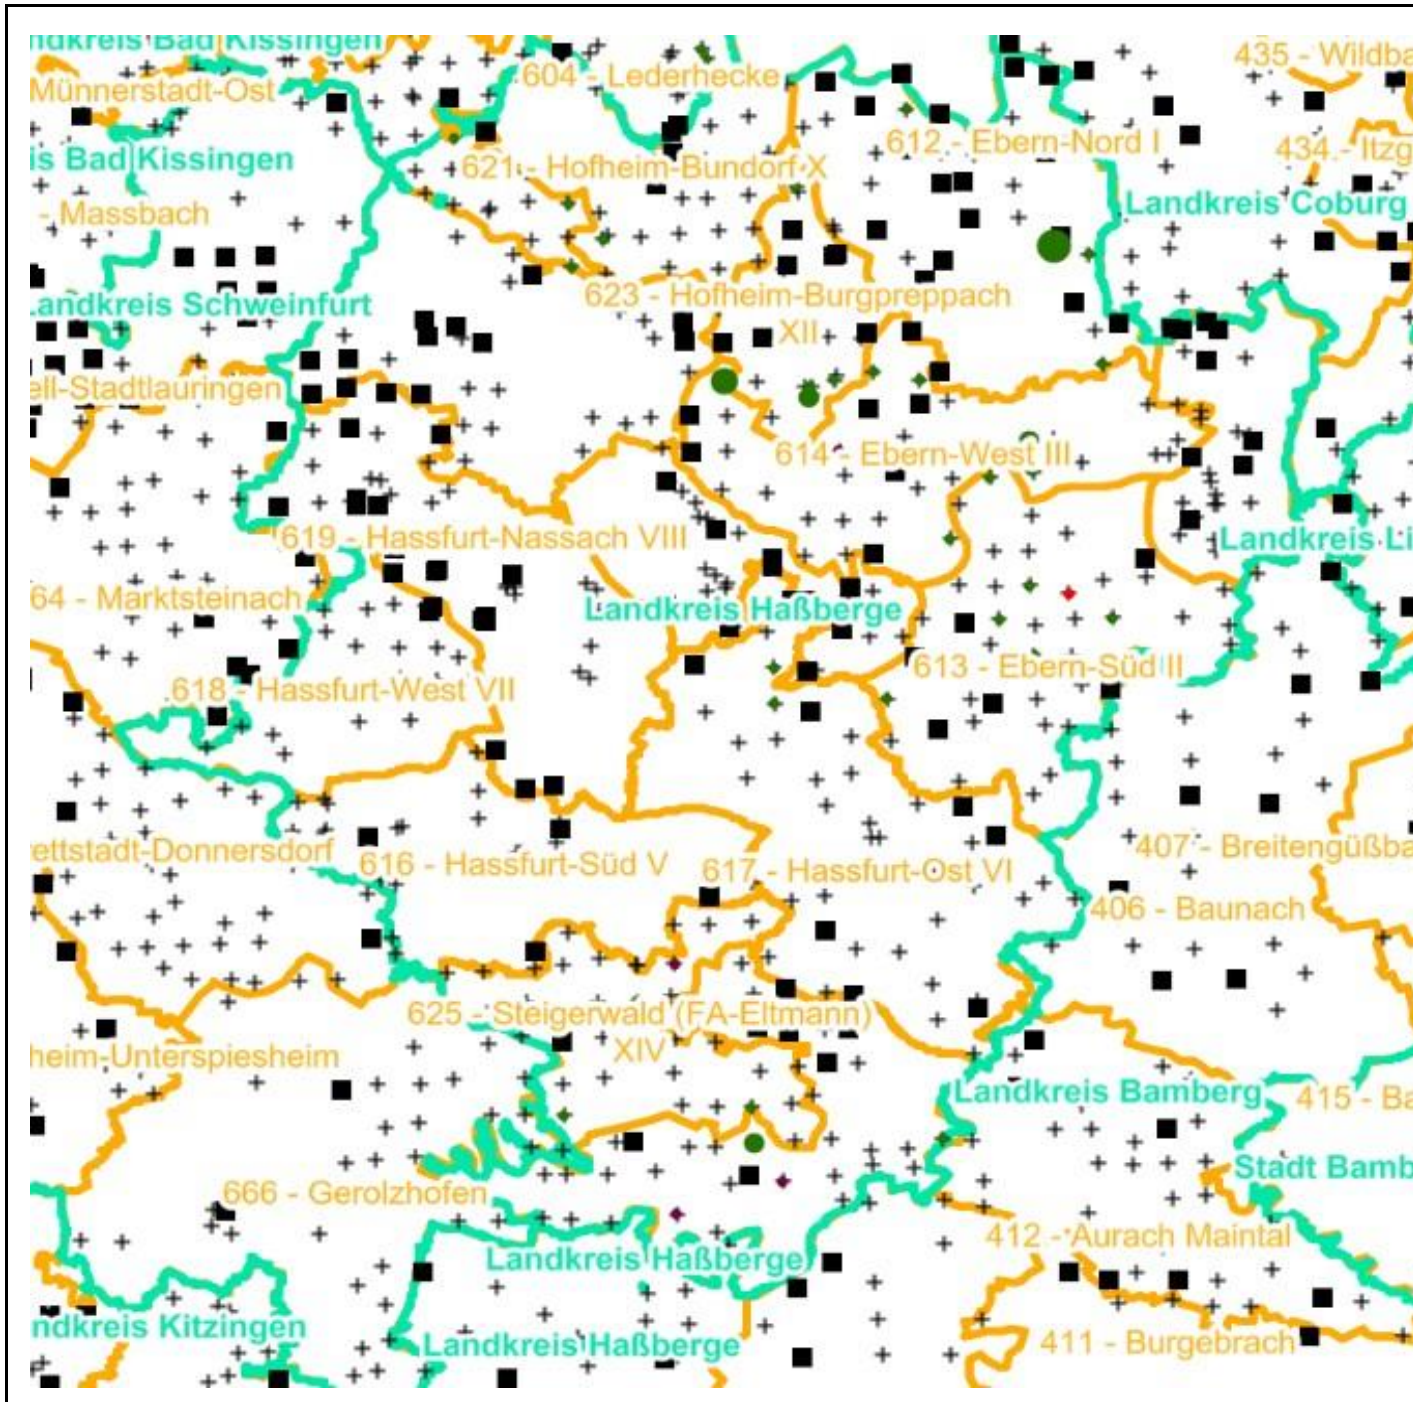 ndkreis Bad Kissingen
435 - Wildba
604 - Lederhecke
Münnerstadt-Ost
612 - Ebern-Nord I
434 - Itzg
is Bad Kissingen
621 - Hofheim-Bundorf X
- Massbach
Landkreis Coburg
623 - Hofheim-Burgpreppach
XII
Landkreis Schweinfurt
ell-Stadtlauringen
614 - Ebern-West III
619 - Hassfurt-Nassach VIII
Landkreis Li
64 - Marktsteinach
Landkreis Haßberge
613 - Ebern-Süd II
618 - Hassfurt-West VII
rettstadt-Donnersdorf
616 - Hassfurt-Süd V
617 - Hassfurt-Ost VI
407 - Breitengüßba
406 - Baunach
625 - Steigerwald (FA-Eltmann)
XIV
heim-Unterspiesheim
Landkreis Bamberg
415 - Ba
Stadt Bamb
666 - Gerolzhofen
412 - Aurach Maintal
Landkreis Haßberge
ndkreis Kitzingen
Landkreis Haßberge
411 - Burgebrach